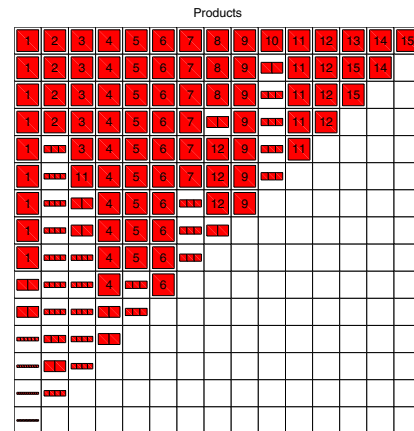 Products
1 2 3 4 5 6 7 8 9 10 11 12 13 14 15
1 2 3 4 5 6 7 8 9 11 12 15 14
1 2 3 4 5 6 7 8 9 11 12 15
1 2 3 4 5 6 7 9 11 12
1 3 4 5 6 7 12 9 11
1 11 4 5 6 7 12 9
1 4 5 6 12 9
1 4 5 6
1 4 5 6
4 6